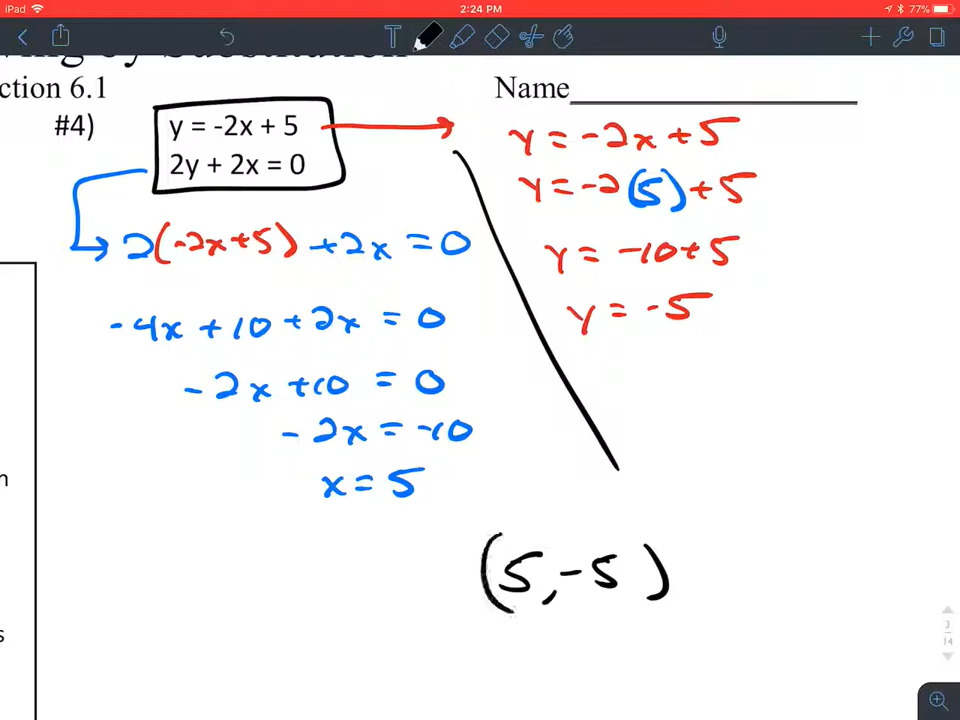 iPad
2:24 PM
77%
T
ction 6.1
Name
#4)
y = -2x + 5
2y + 2x = 0
2(-2x+5) +2x = 0
-4x + 10 + 2x = 0
-2x +10 = 0
-2x = -10
x = 5
y = -2x + 5
y = -2(5) + 5
y = -10 + 5
y = -5
(5, -5)
n
s
3
14